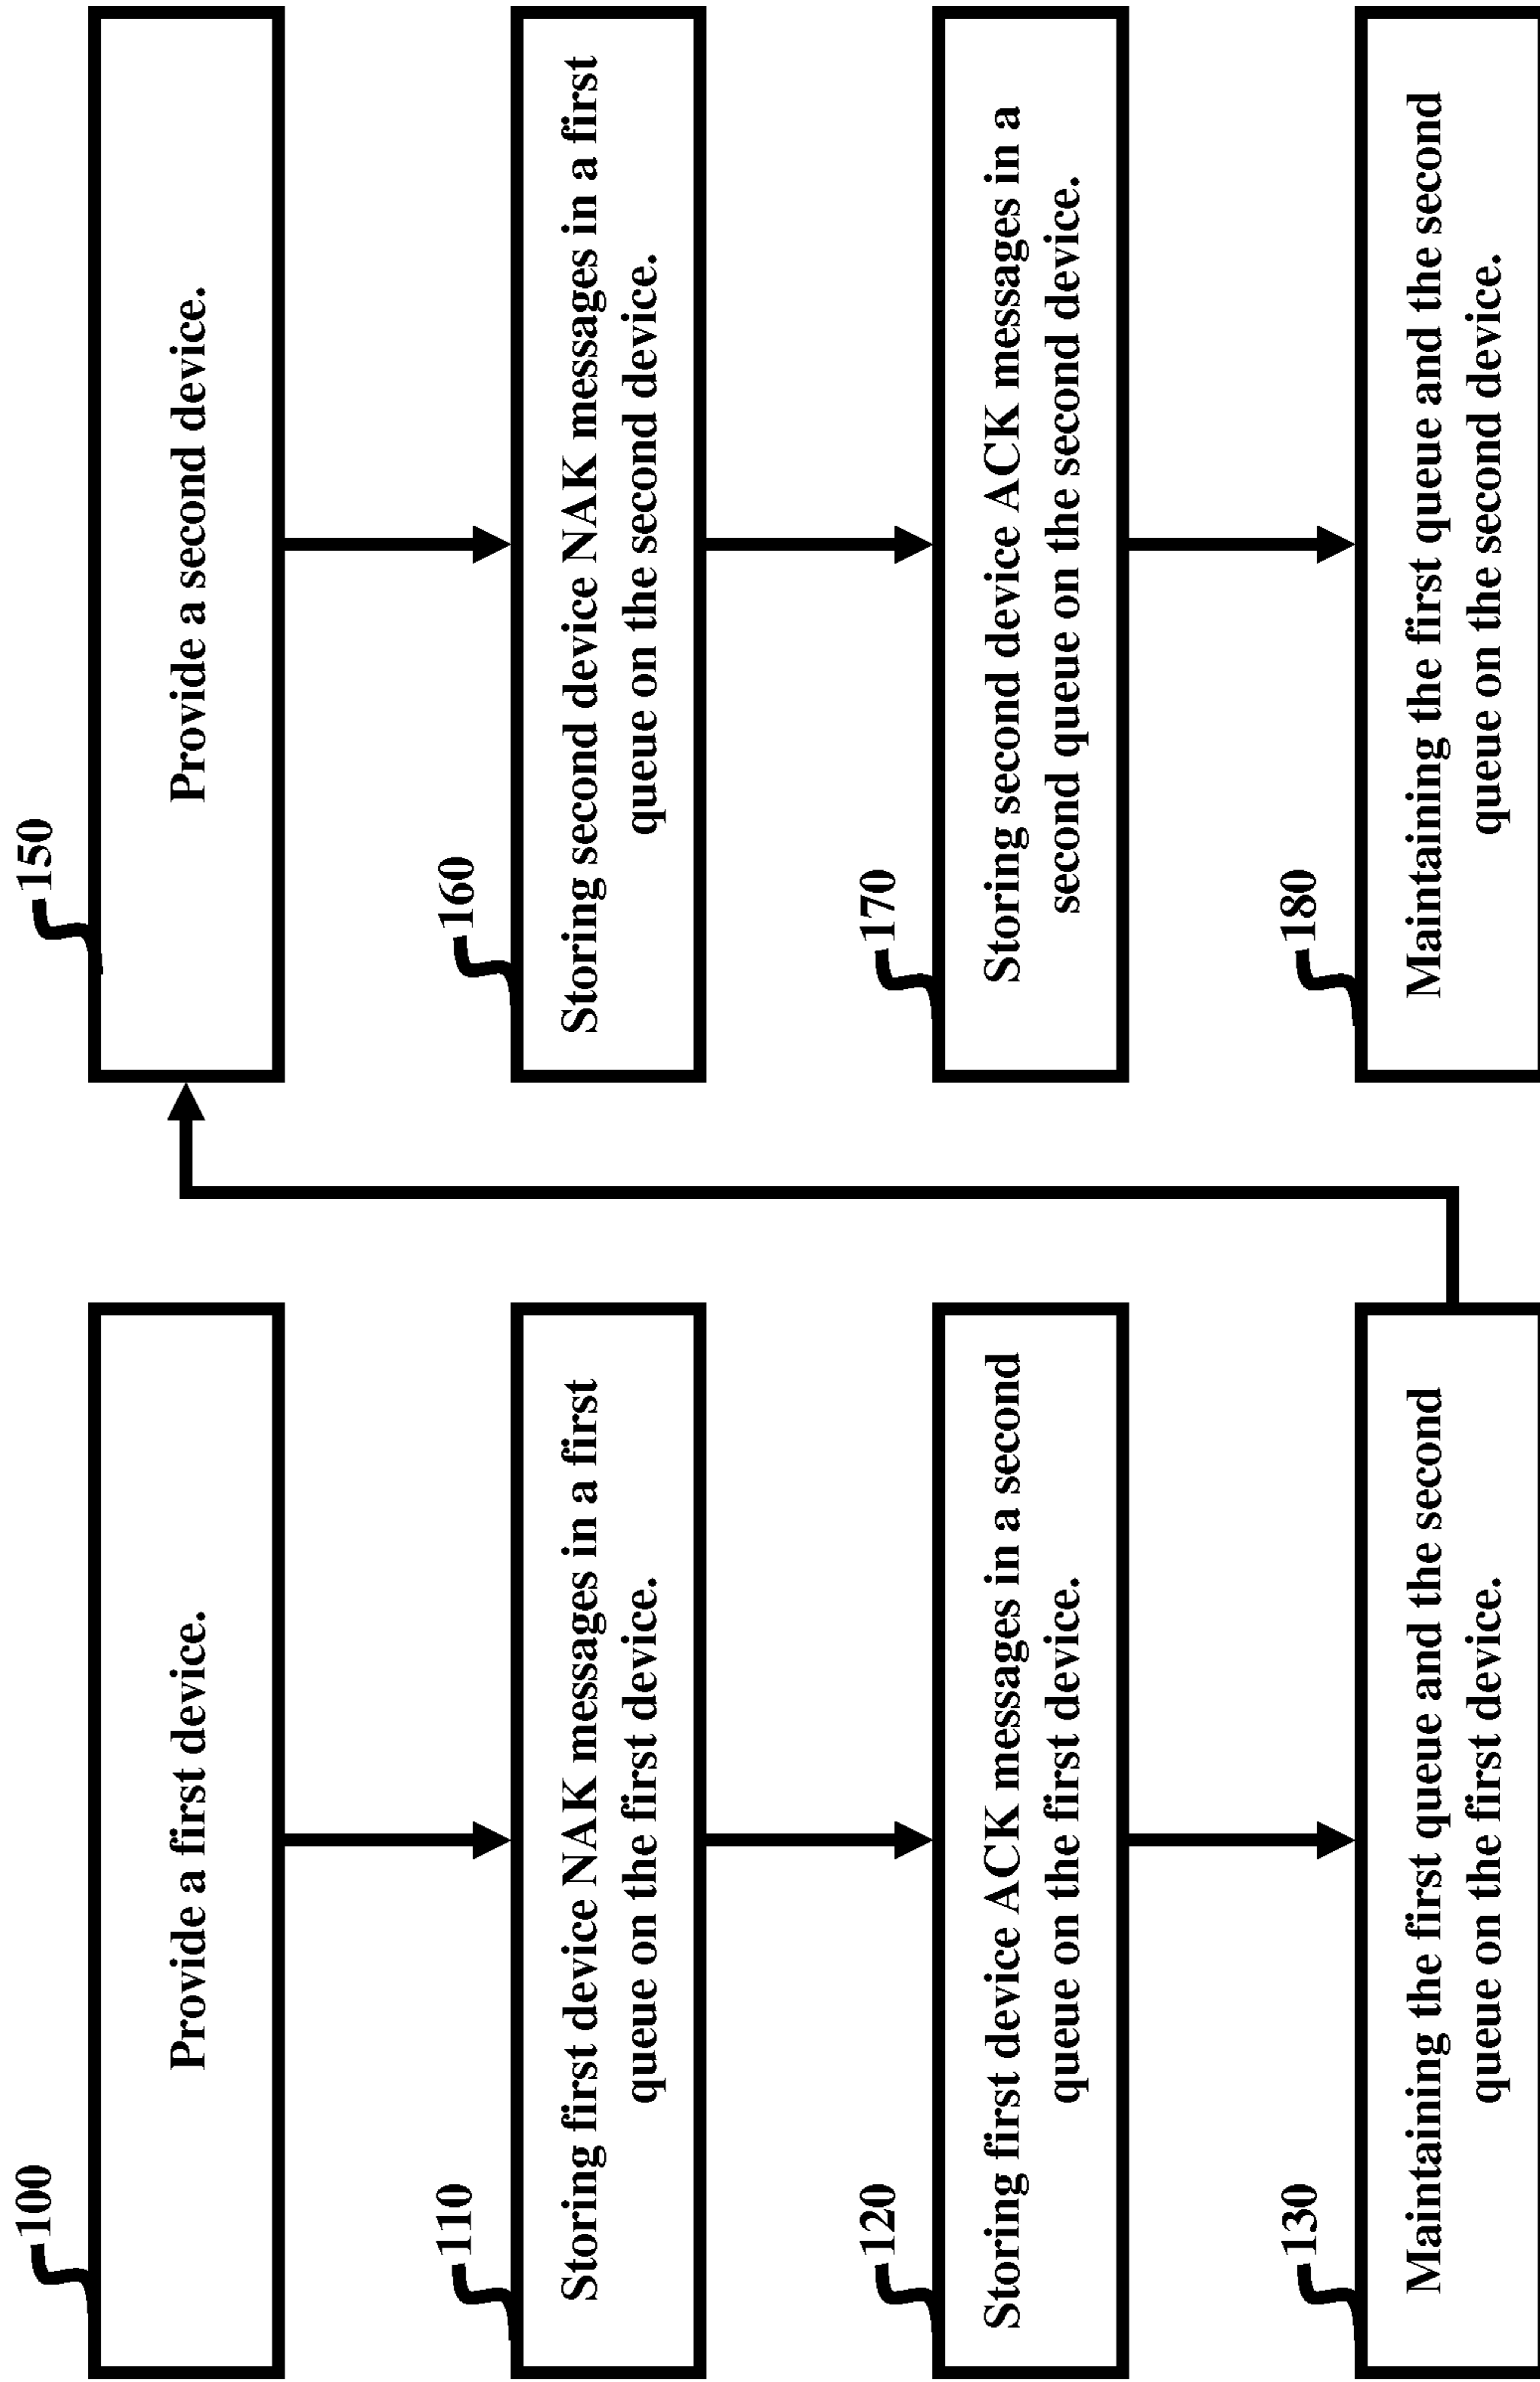 100
Provide a first device.
110
Storing first device NAK messages in a first
queue on the first device.
120
Storing first device ACK messages in a second
queue on the first device.
130
Maintaining the first queue and the second
queue on the first device.
150
Provide a second device.
160
Storing second device NAK messages in a first
queue on the second device.
170
Storing second device ACK messages in a
second queue on the second device.
180
Maintaining the first queue and the second
queue on the second device.